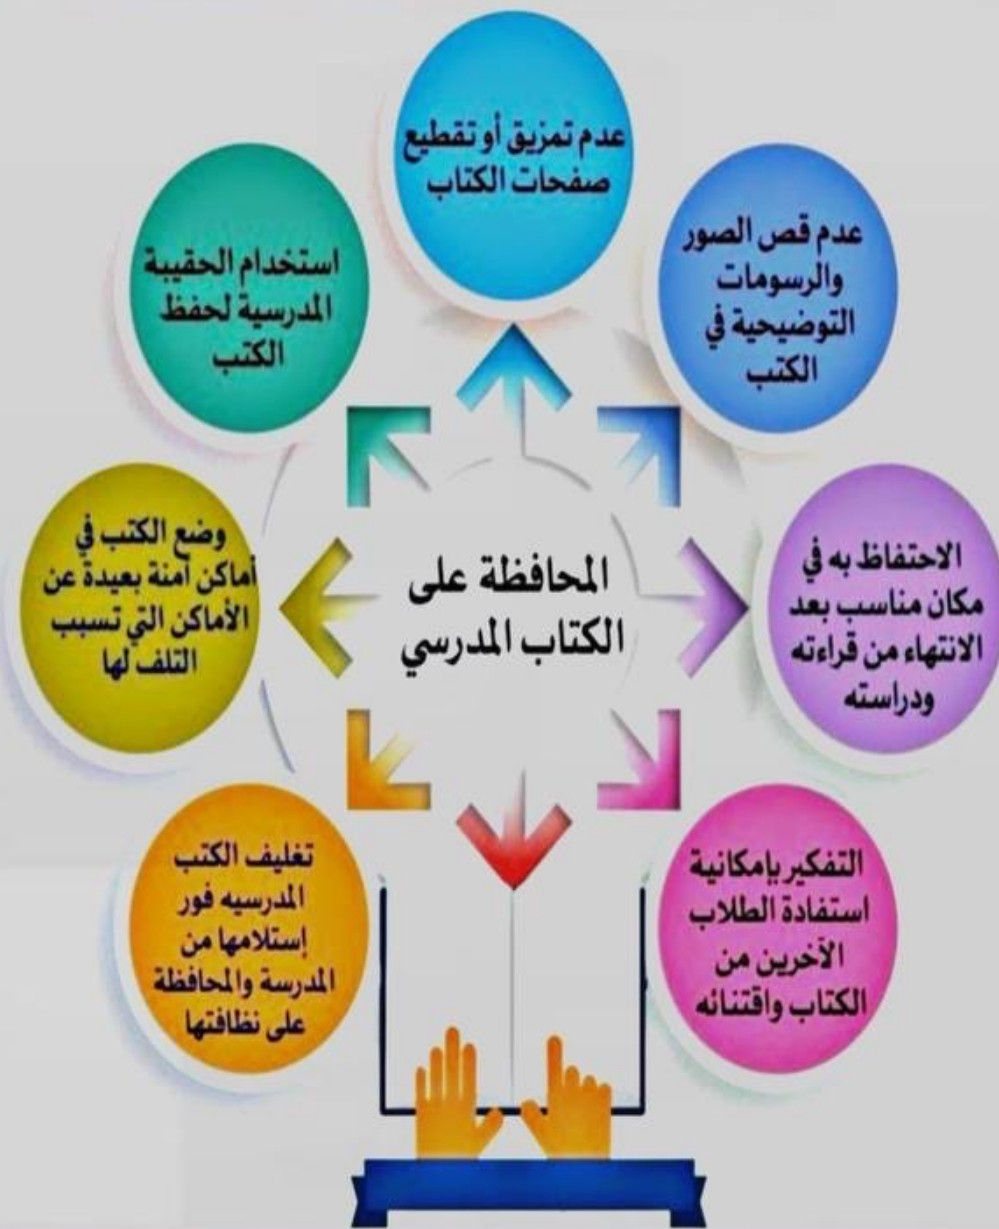 المحافظة على
الكتاب المدرسي
عدم تمزيق أو تقطيع
صفحات الكتاب
عدم قص الصور
والرسومات
التوضيحية في
الكتب
الاحتفاظ به في
مكان مناسب بعد
الانتهاء من قراءته
ودراسته
التفكير بإمكانية
استفادة الطلاب
الآخرين من
الكتاب واقتنائه
تغليف الكتب
المدرسيه فور
إستلامها من
المدرسة والمحافظة
على نظافتها
وضع الكتب في
أماكن آمنة بعيدة عن
الأماكن التي تسبب
التلف لها
استخدام الحقيبة
المدرسية لحفظ
الكتب